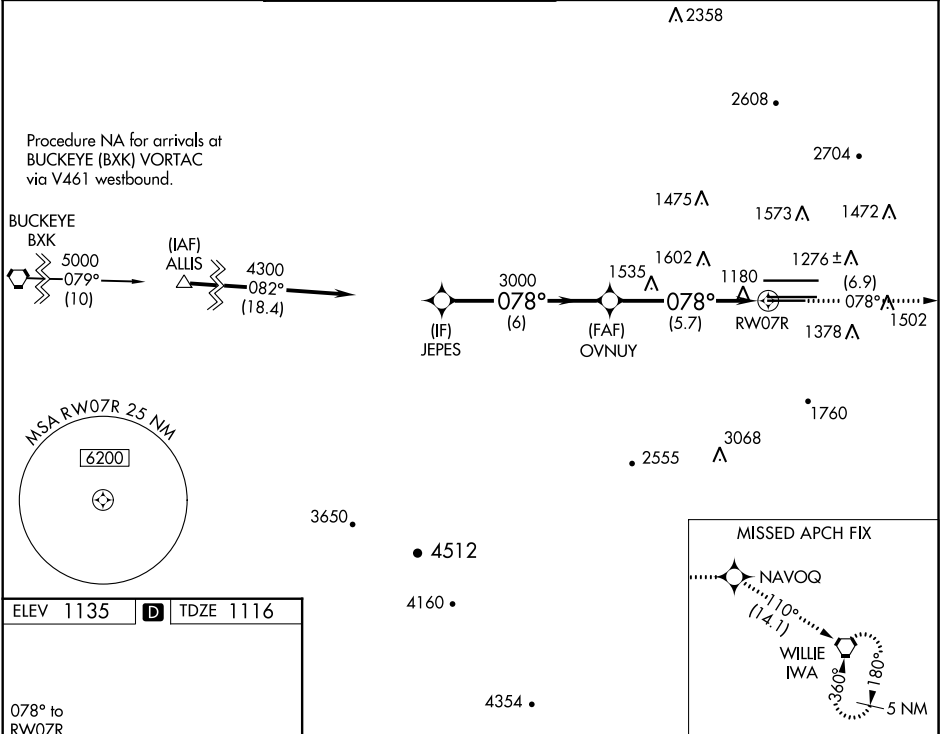 2358
2608
2704
Procedure NA for arrivals at
BUCKEYE (BXK) VORTAC
via V461 westbound.
1475
1573
1472
BUCKEYE
BXK
5000
079°
(10)
(IAF)
ALLIS
4300
082°
(18.4)
3000
078°
(6)
1535
1602
1180
1276 ±
(6.9)
078°
(5.7)
078°
1502
(IF)
JEPES
(FAF)
OVNUY
RW07R
1378
MSA RW07R 25 NM
6200
1760
3068
2555
3650
4512
4160
4354
MISSED APCH FIX
NAVOQ
110°
(14.1)
WILLIE
IWA
360°
180°
5 NM
ELEV 1135 D TDZE 1116
078° to
RW07R